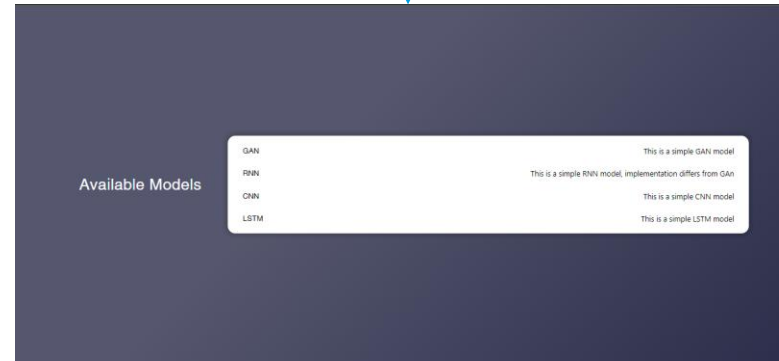 Available Models
GAN This is a simple GAN model
RNN This is a simple RNN model, implementation differs from GAn
CNN This is a simple CNN model
LSTM This is a simple LSTM model